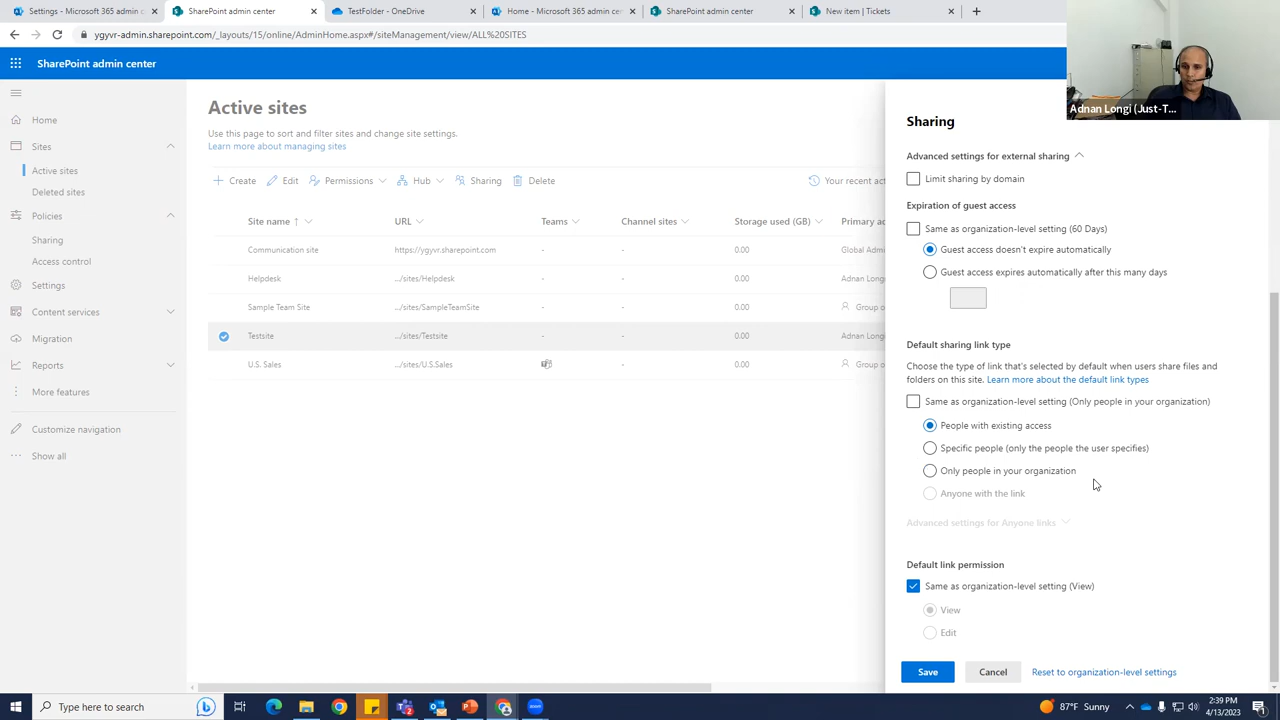 Settings - Microsoft 365 admin c
SharePoint admin center
TestFolder - OneDrive
Home - Microsoft 365 admin cen
SharePoint admin center
New item | Tickets
ygyvr-admin.sharepoint.com/_layouts/15/online/AdminHome.aspx#/siteManagement/view/ALL%20SITES
SharePoint admin center
Adnan Longi (Just-T...
Home
Sites
Active sites
Deleted sites
Policies
Sharing
Access control
Settings
Content services
Migration
Reports
More features
Customize navigation
Show all
Active sites
Use this page to sort and filter sites and change site settings.
Learn more about managing sites
Create Edit Permissions Hub Sharing Delete Your recent act
Site name ↑ URL Teams Channel sites Storage used (GB) Primary ad
Communication site https://ygyvr.sharepoint.com - - 0.00 Global Admi
Helpdesk .../sites/Helpdesk - - 0.00 Adnan Longi
Sample Team Site .../sites/SampleTeamSite - - 0.00 Group o
Testsite .../sites/Testsite - - 0.00 Adnan Longi
U.S. Sales .../sites/U.S.Sales - 0.00 Group o
Sharing
Advanced settings for external sharing
Limit sharing by domain
Expiration of guest access
Same as organization-level setting (60 Days)
Guest access doesn't expire automatically
Guest access expires automatically after this many days
Default sharing link type
Choose the type of link that's selected by default when users share files and
folders on this site. Learn more about the default link types
Same as organization-level setting (Only people in your organization)
People with existing access
Specific people (only the people the user specifies)
Only people in your organization
Anyone with the link
Advanced settings for Anyone links
Default link permission
Same as organization-level setting (View)
View
Edit
Save Cancel Reset to organization-level settings
Type here to search
87°F Sunny
2:39 PM
4/13/2023